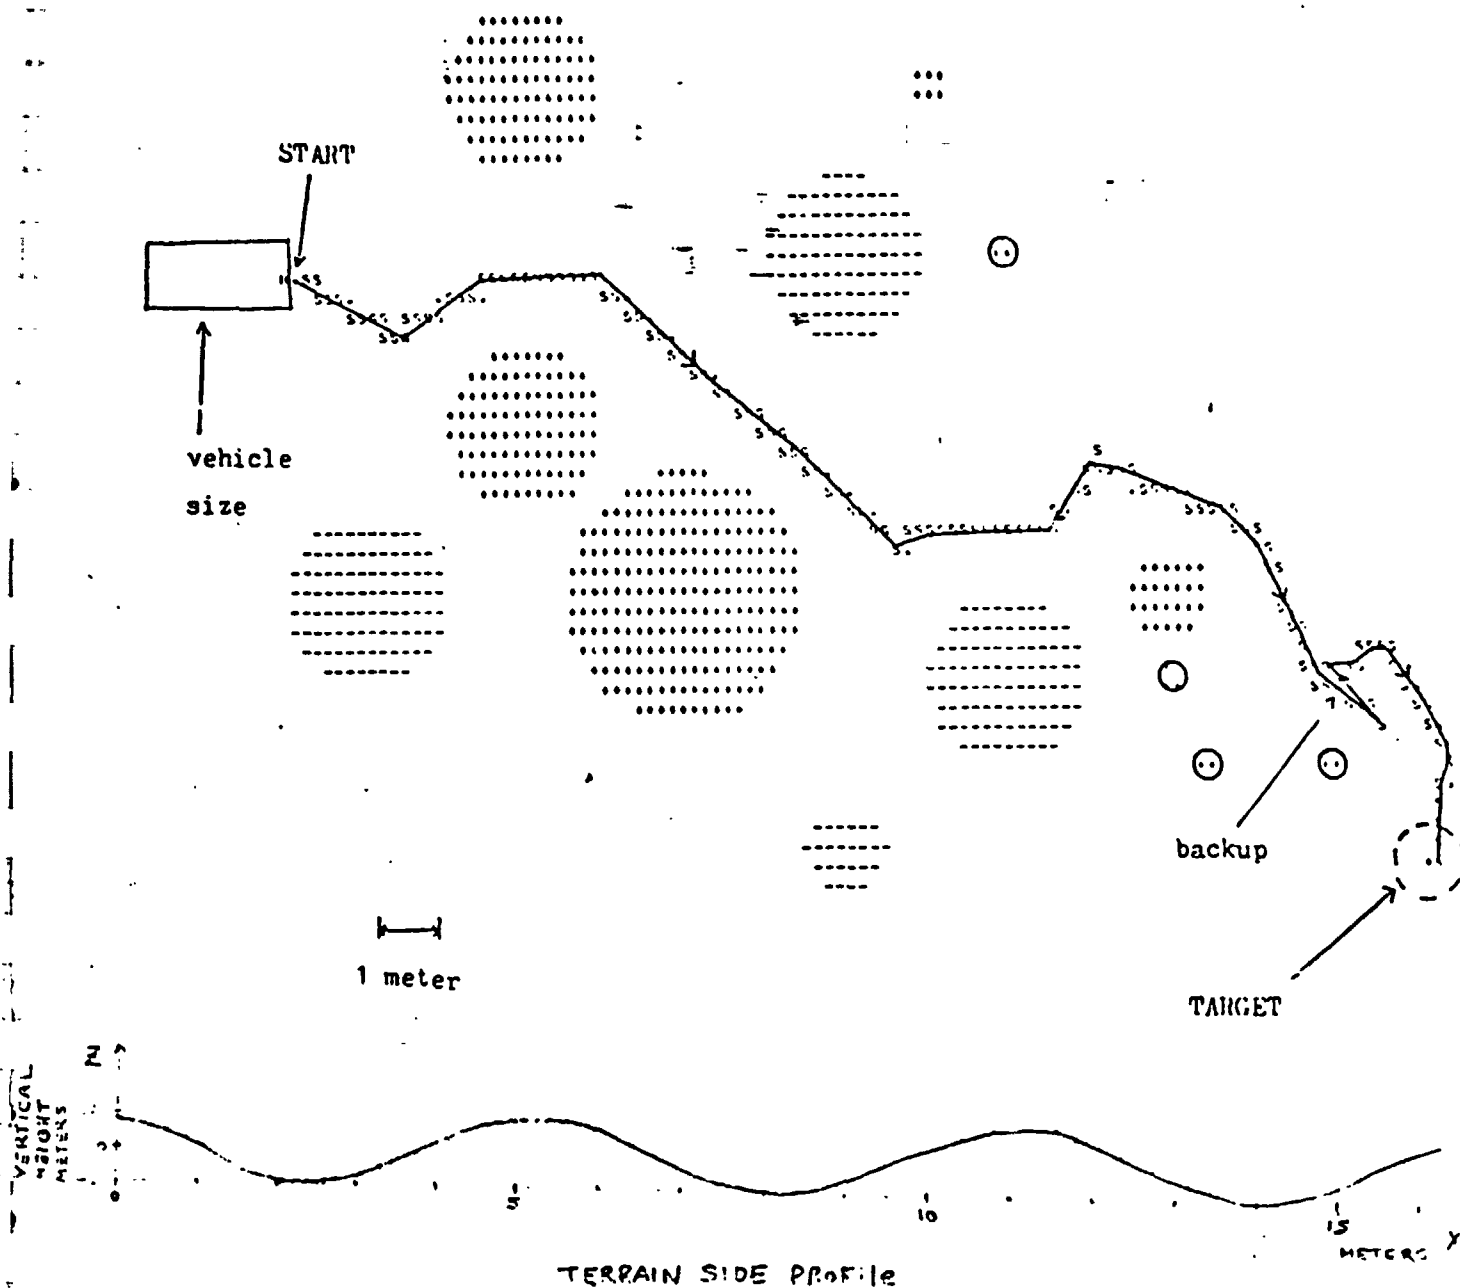 START
vehicle
size
backup
TARGET
1 meter
Z
VERTICAL
HEIGHT
METERS
0
5
10
15
METERS
X
TERRAIN SIDE PROFile